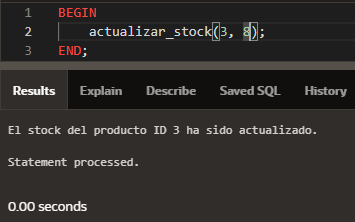 1 BEGIN
2 actualizar_stock(3, 8);
3 END;
Results Explain Describe Saved SQL History
El stock del producto ID 3 ha sido actualizado.
Statement processed.
0.00 seconds